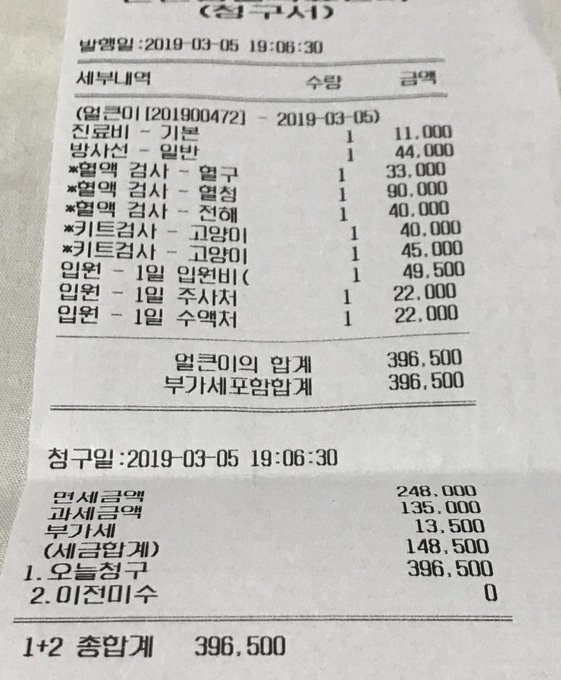 (청구서)
발행일:2019-03-05 19:06:30
세부내역 수량 금액
(얼큰이[201900472] - 2019-03-05)
진료비 - 기본 1 11,000
방사선 - 일반 1 44,000
*혈액 검사 - 혈구 1 33,000
*혈액 검사 - 혈청 1 90,000
*혈액 검사 - 전해 1 40,000
*키트검사 - 고양이 1 40,000
*키트검사 - 고양이 1 45,000
입원 - 1일 입원비( 1 49,500
입원 - 1일 주사처 1 22,000
입원 - 1일 수액처 1 22,000
얼큰이의 합계 396,500
부가세포함합계 396,500
청구일:2019-03-05 19:06:30
면세금액 248,000
과세금액 135,000
부가세 13,500
(세금합계) 148,500
1.오늘청구 396,500
2.이전미수 0
1+2 총합계 396,500